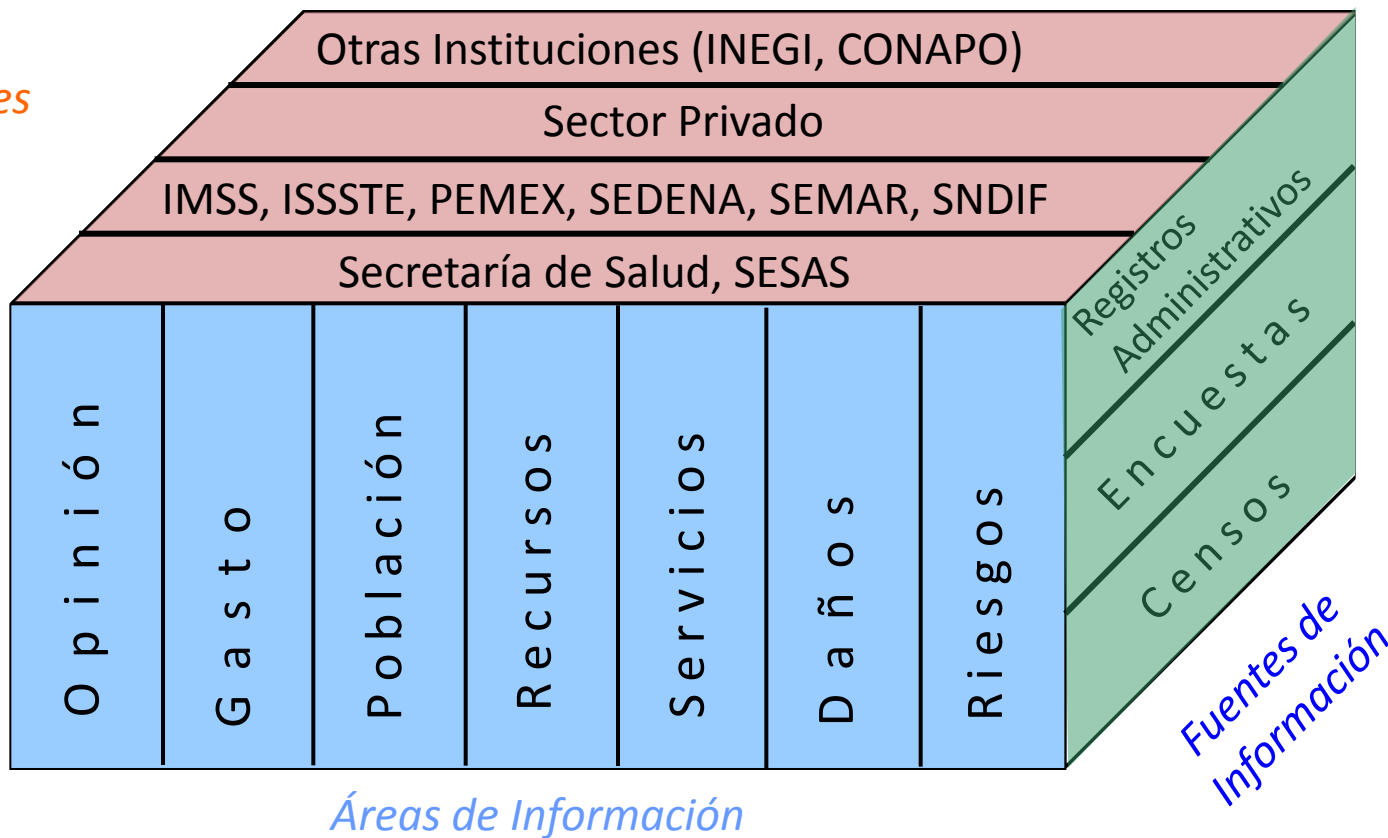 Otras Instituciones (INEGI, CONAPO)
Sector Privado
IMSS, ISSSTE, PEMEX, SEDENA, SEMAR, SNDIF
Secretaría de Salud, SESAS
Opinión
Gasto
Población
Recursos
Servicios
Daños
Riesgos
Registros
Administrativos
Encuestas
Censos
Fuentes de
Información
Áreas de Información